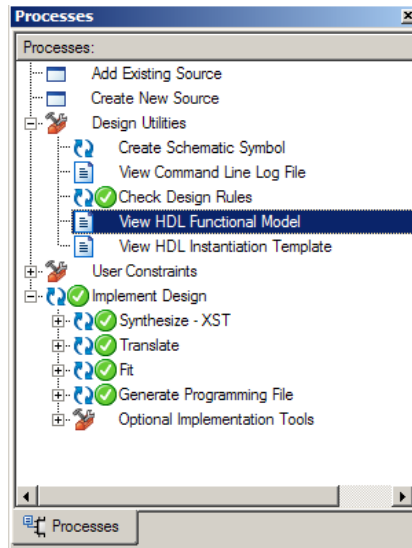 Processes
Processes:
Add Existing Source
Create New Source
Design Utilities
Create Schematic Symbol
View Command Line Log File
Check Design Rules
View HDL Functional Model
View HDL Instantiation Template
User Constraints
Implement Design
Synthesize - XST
Translate
Fit
Generate Programming File
Optional Implementation Tools
Processes